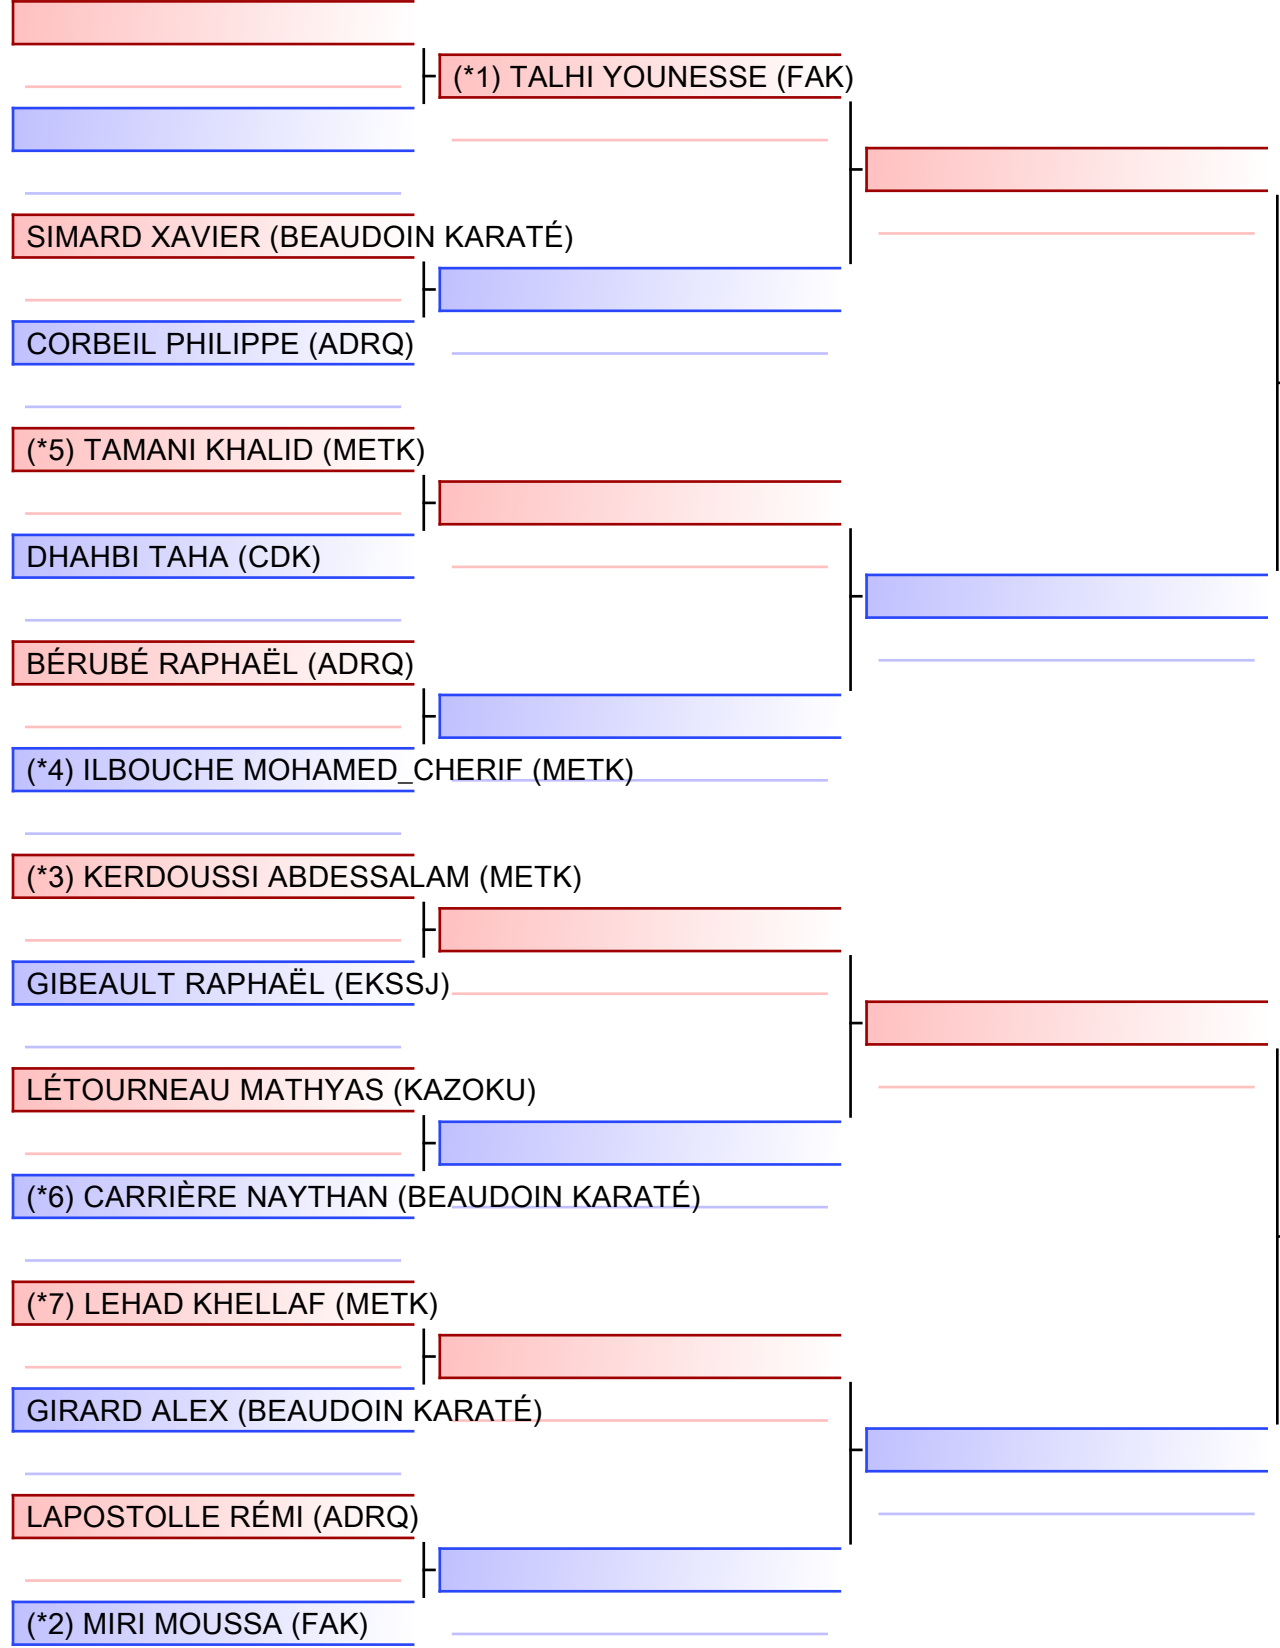 (*1) TALHI YOUNESSE (FAK)
SIMARD XAVIER (BEAUDOIN KARATÉ)
CORBEIL PHILIPPE (ADRQ)
(*5) TAMANI KHALID (METK)
DHAHBI TAHA (CDK)
BÉRUBÉ RAPHAËL (ADRQ)
(*4) ILBOUCHE MOHAMED_CHERIF (METK)
(*3) KERDOUSSI ABDESSALAM (METK)
GIBEAULT RAPHAËL (EKSSJ)
LÉTOURNEAU MATHYAS (KAZOKU)
(*6) CARRIÈRE NAYTHAN (BEAUDOIN KARATÉ)
(*7) LEHAD KHELLAF (METK)
GIRARD ALEX (BEAUDOIN KARATÉ)
LAPOSTOLLE RÉMI (ADRQ)
(*2) MIRI MOUSSA (FAK)